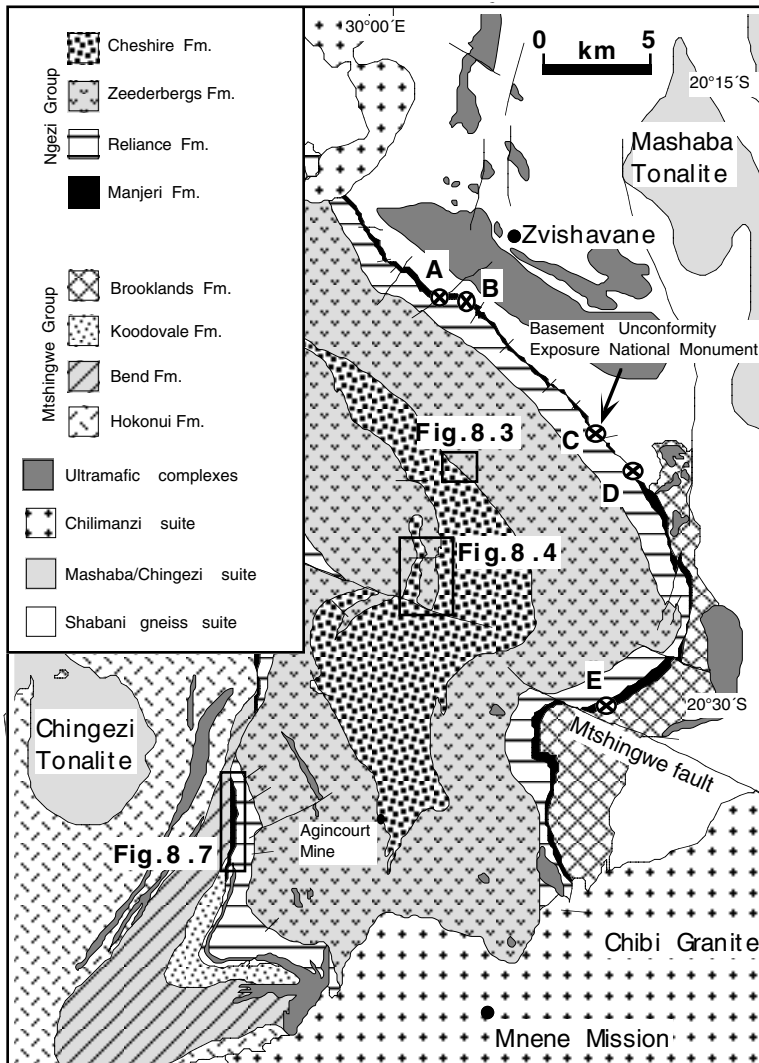 30°00´E
0 5
km
20°15´S
Ngezi Group
Cheshire Fm.
Zeederbergs Fm.
Reliance Fm.
Manjeri Fm.
Mtshingwe Group
Brooklands Fm.
Koodovale Fm.
Bend Fm.
Hokonui Fm.
Ultramafic complexes
Chilimanzi suite
Mashaba/Chingezi suite
Shabani gneiss suite
Mashaba
Tonalite
Zvishavane
A
B
Basement Unconformity
Exposure National Monument
C
D
Fig.8.3
Fig.8.4
E
20°30´S
Mtshingwe fault
Chingezi
Tonalite
Agincourt
Mine
Fig.8.7
Chibi Granite
Mnene Mission